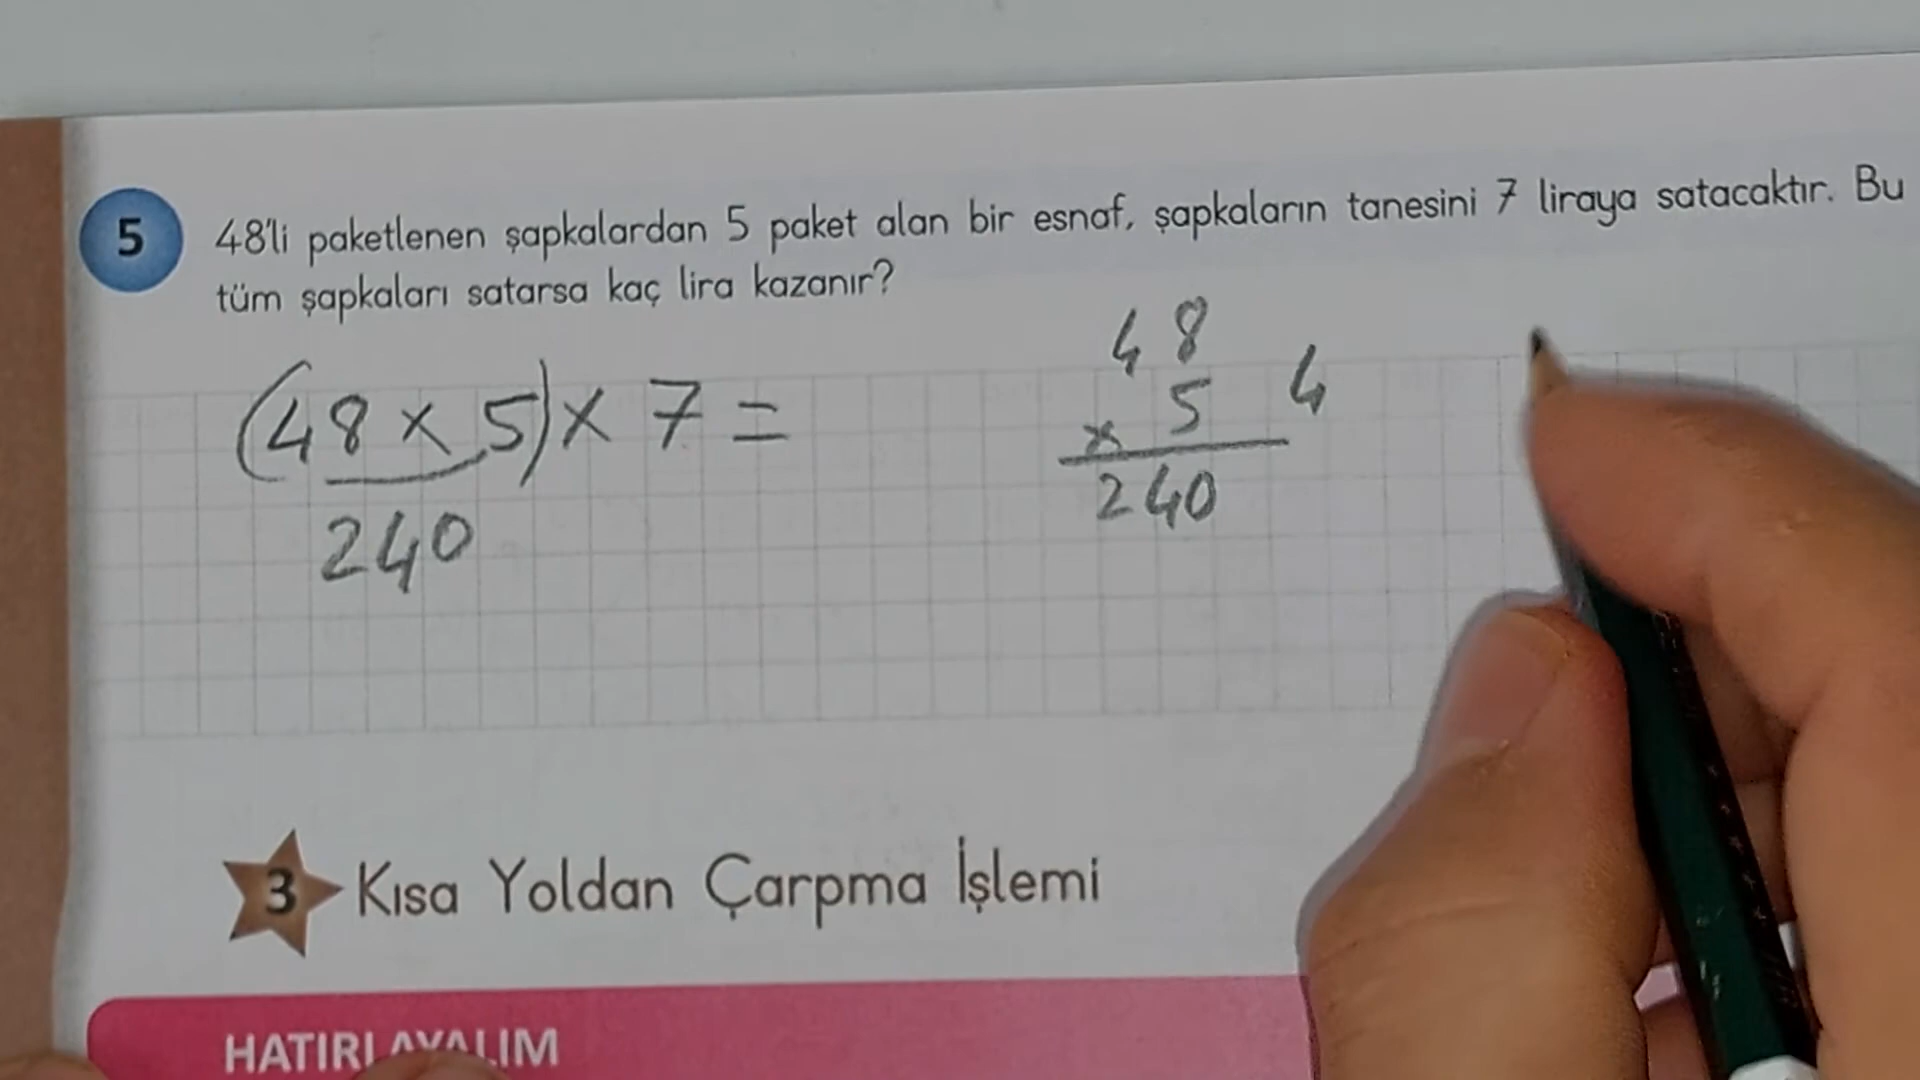 5
48'li paketlenen şapkalardan 5 paket alan bir esnaf, şapkaların tanesini 7 liraya satacaktır. Bu
tüm şapkaları satarsa kaç lira kazanır?
(48 x 5) x 7 =
240
48
x 5 4
240
3 Kısa Yoldan Çarpma İşlemi
HATIRLAYALIM